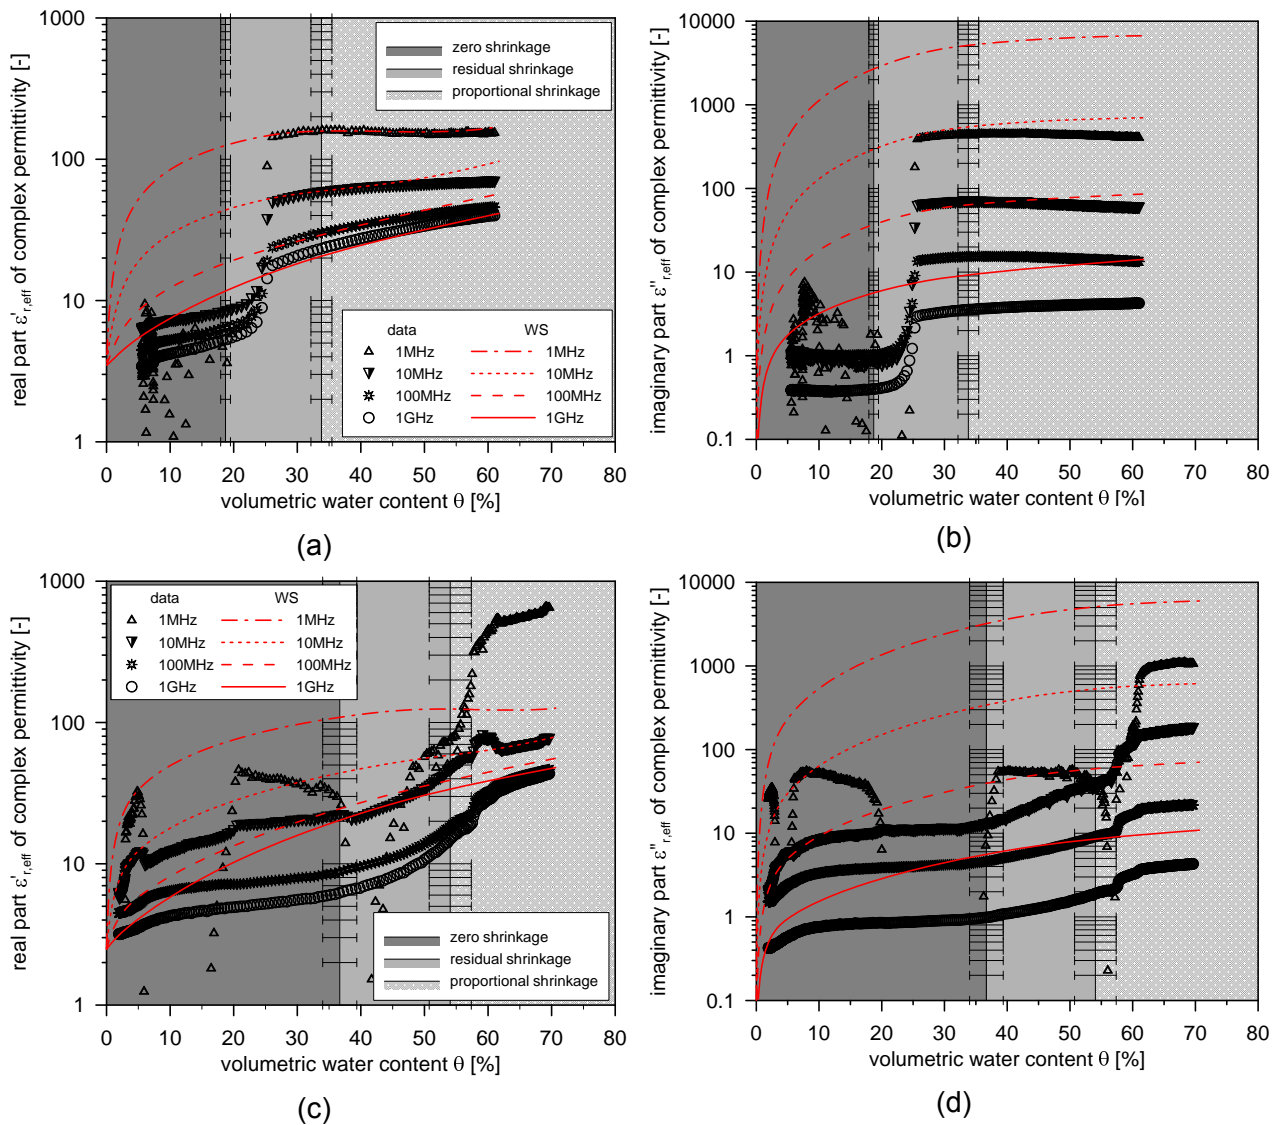 real part ε'r,eff of complex permittivity [-]
1000
100
10
1
zero shrinkage
residual shrinkage
proportional shrinkage
data WS
1MHz 1MHz
10MHz 10MHz
100MHz 100MHz
1GHz 1GHz
0 10 20 30 40 50 60 70 80
volumetric water content θ [%]
(a)
imaginary part ε"r,eff of complex permittivity [-]
10000
1000
100
10
1
0.1
0 10 20 30 40 50 60 70 80
volumetric water content θ [%]
(b)
real part ε'r,eff of complex permittivity [-]
1000
100
10
1
data WS
1MHz 1MHz
10MHz 10MHz
100MHz 100MHz
1GHz 1GHz
zero shrinkage
residual shrinkage
proportional shrinkage
0 10 20 30 40 50 60 70 80
volumetric water content θ [%]
(c)
imaginary part ε"r,eff of complex permittivity [-]
10000
1000
100
10
1
0.1
0 10 20 30 40 50 60 70 80
volumetric water content θ [%]
(d)